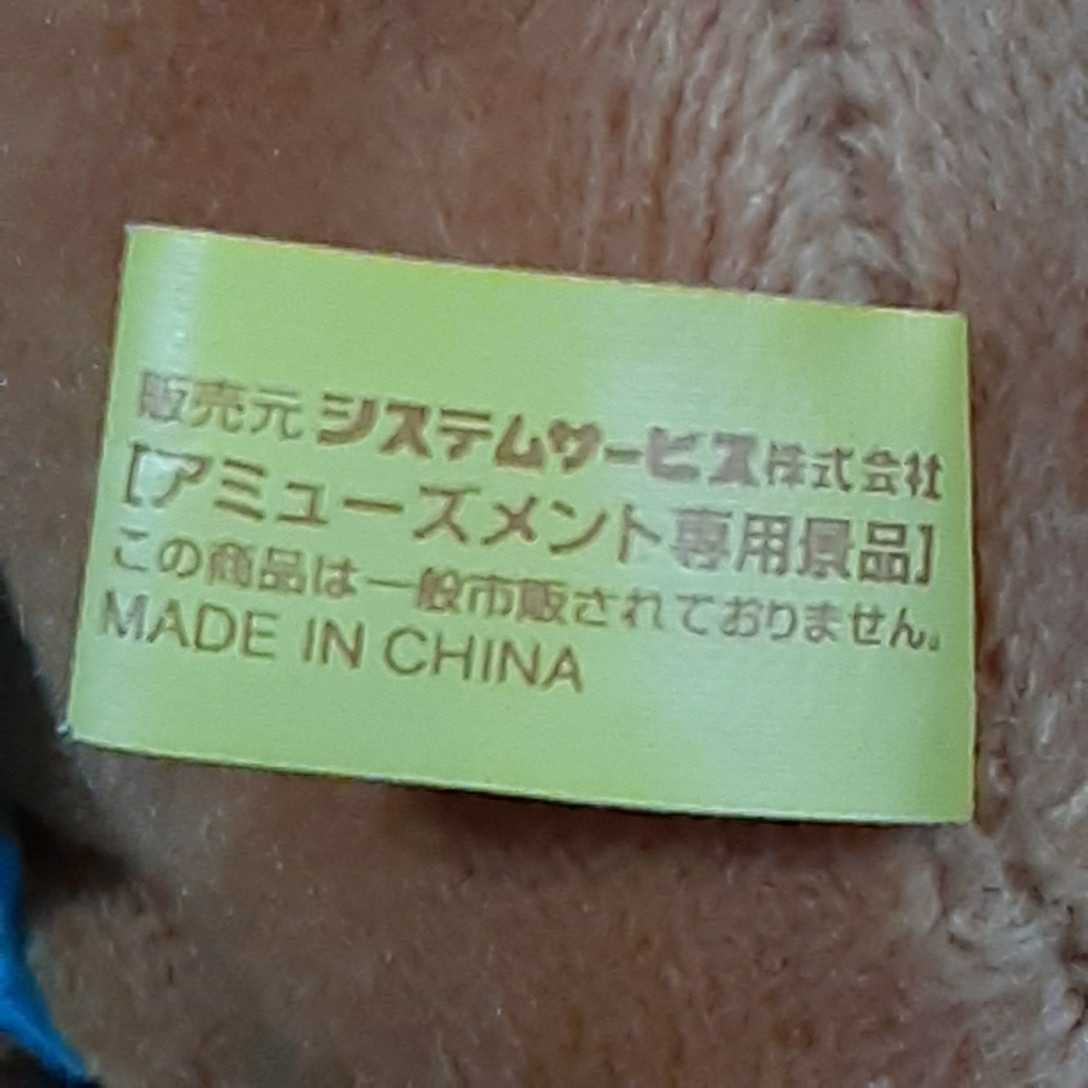 販売元 システムサービス株式会社
【アミューズメント専用景品】
この商品は一般市販されておりません。
MADE IN CHINA